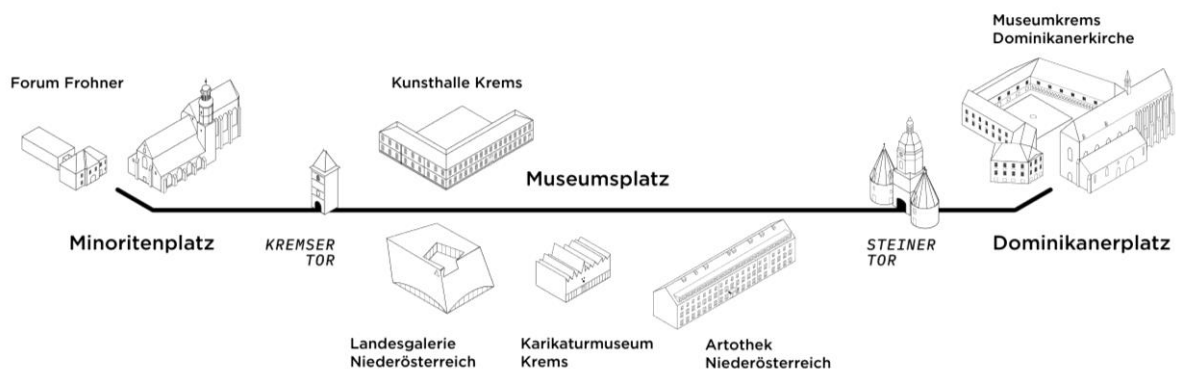 Museumkrems
Dominikanerkirche
Forum Frohner
Kunsthalle Krems
Museumsplatz
Minoritenplatz
KREMSER
TOR
STEINER
TOR
Dominikanerplatz
Landesgalerie
Niederösterreich
Karikaturmuseum
Krems
Artothek
Niederösterreich